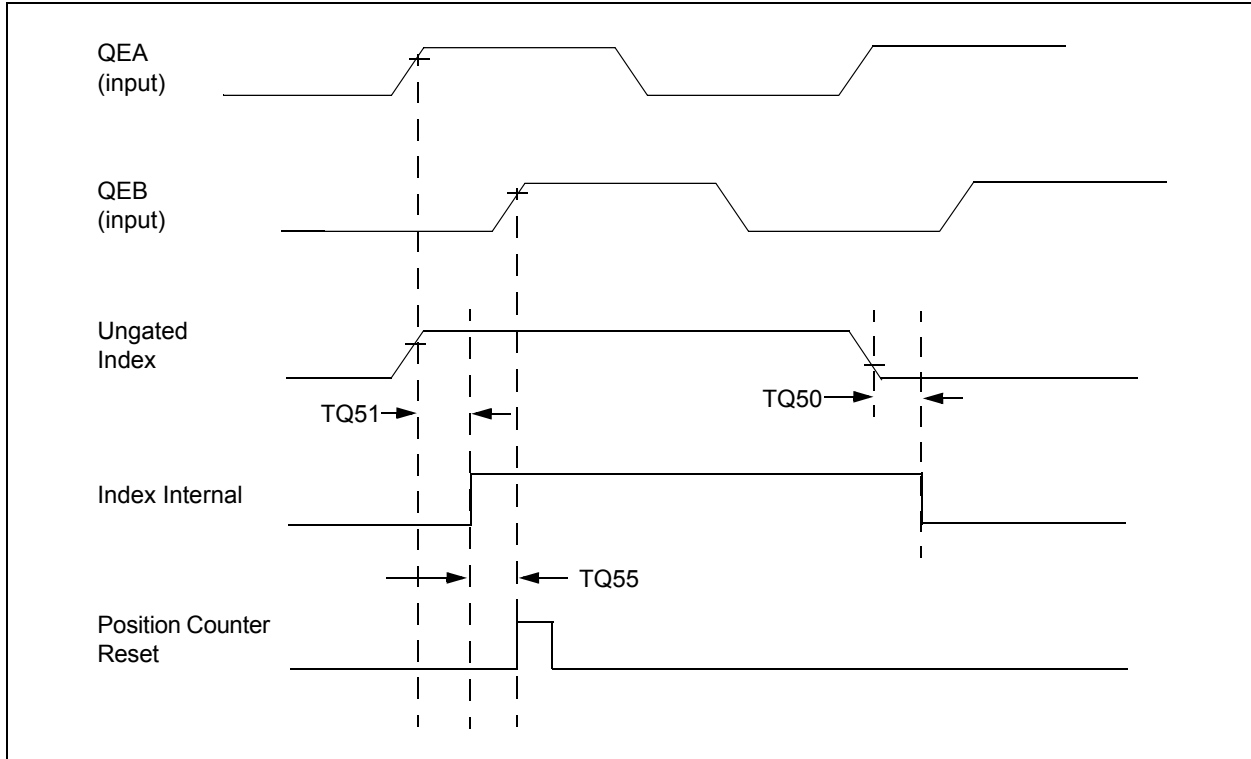 QEA
(input)
QEB
(input)
Ungated
Index
TQ51
TQ50
Index Internal
TQ55
Position Counter
Reset